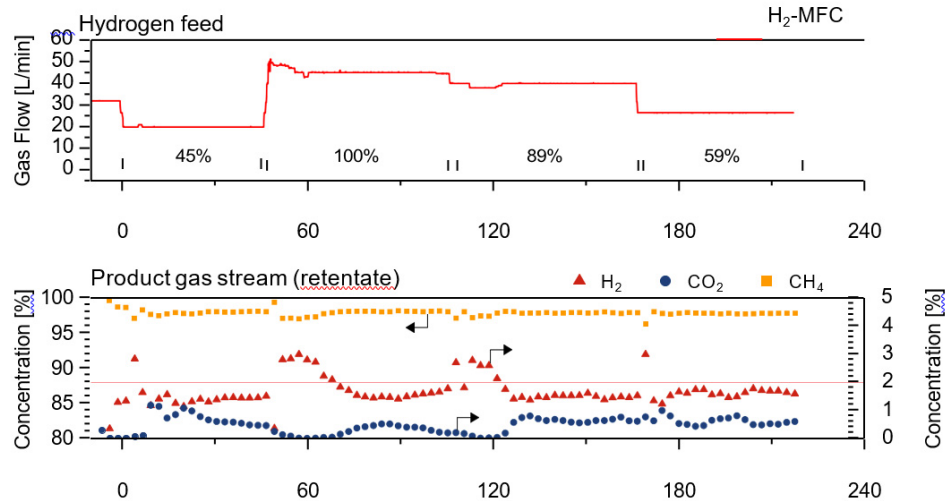 Hydrogen feed
H₂-MFC
Gas Flow [L/min]
60
50
40
30
20
10
0
45% 100% 89% 59%
0 60 120 180 240
Product gas stream (retentate)
H₂ CO₂ CH₄
Concentration [%]
100
95
90
85
80
5
4
3
2
1
0
Concentration [%]
0 60 120 180 240